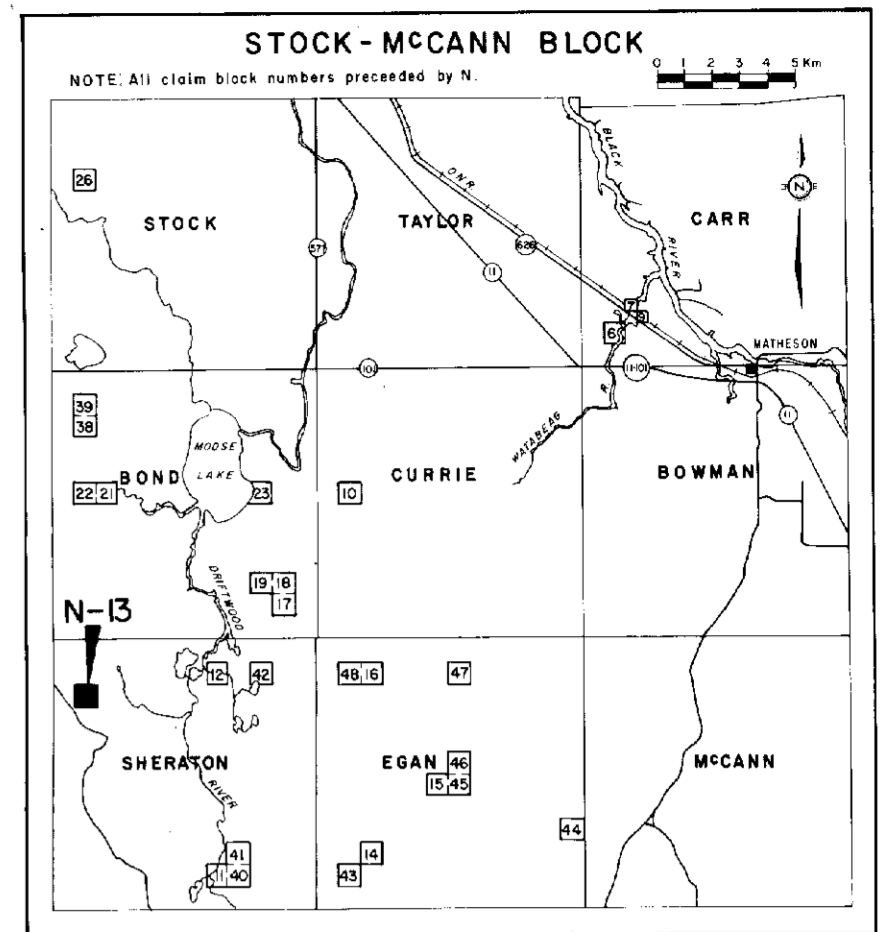 STOCK - McCANN BLOCK
NOTE: All claim block numbers preceeded by N.
0 1 2 3 4 5 Km
BLACK
26
O.N.R.
N
STOCK
TAYLOR
CARR
571
626
RIVER
11
7
9
6
MATHESON
101
11-101
39
38
R.
11
MOOSE
LAKE
WATABEAG
BOND
CURRIE
BOWMAN
22 21
23
10
DRIFTWOOD
19 18
17
N-13
12
42
48 16
47
SHERATON
EGAN
McCANN
46
RIVER
15 45
44
41
14
11 40
43